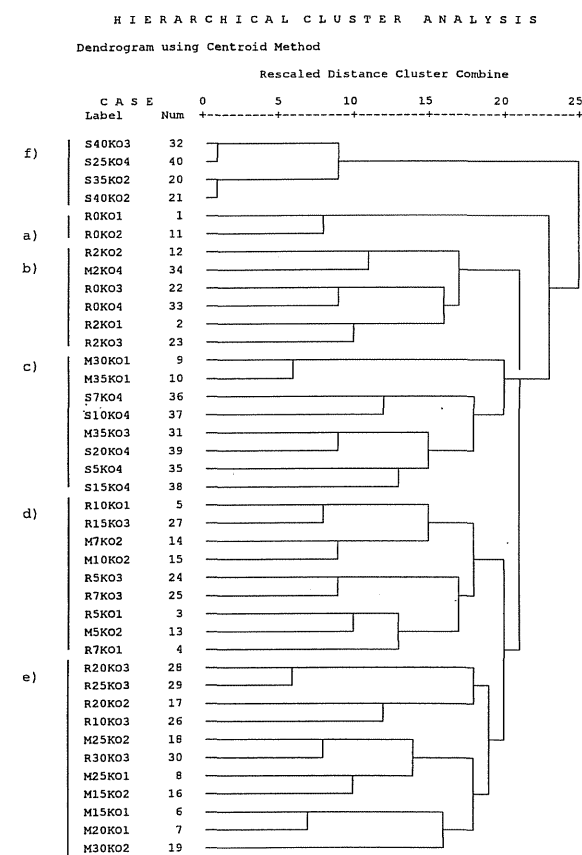 H I E R A R C H I C A L C L U S T E R A N A L Y S I S
Dendrogram using Centroid Method
Rescaled Distance Cluster Combine
C A S E 0 5 10 15 20 25
Label Num +---------+---------+---------+---------+---------+
S40KO3 32
f) S25KO4 40
S35KO2 20
S40KO2 21
R0KO1 1
a) R0KO2 11
R2KO2 12
b) M2KO4 34
R0KO3 22
R0KO4 33
R2KO1 2
R2KO3 23
M30KO1 9
c) M35KO1 10
S7KO4 36
S10KO4 37
M35KO3 31
S20KO4 39
S5KO4 35
S15KO4 38
R10KO1 5
d) R15KO3 27
M7KO2 14
M10KO2 15
R5KO3 24
R7KO3 25
R5KO1 3
M5KO2 13
R7KO1 4
R20KO3 28
e) R25KO3 29
R20KO2 17
R10KO3 26
M25KO2 18
R30KO3 30
M25KO1 8
M15KO2 16
M15KO1 6
M20KO1 7
M30KO2 19